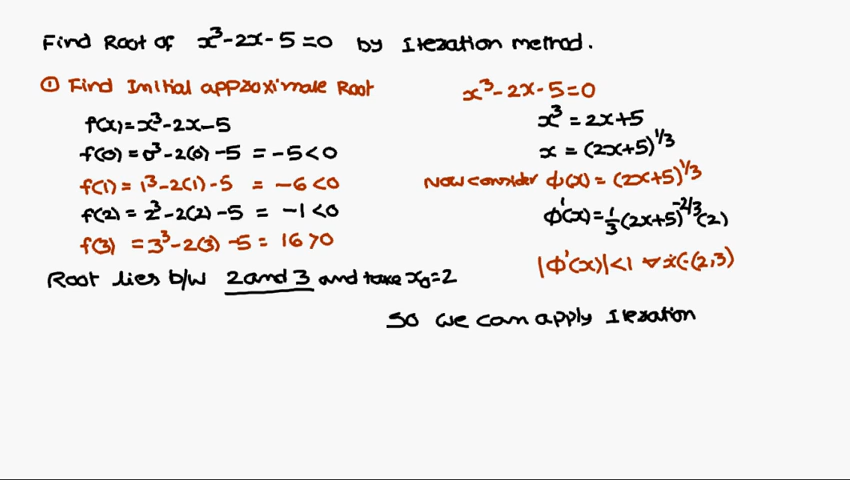 Find Root of x³-2x-5=0 by Iteration method.
① Find Initial approximate Root
f(x)=x³-2x-5
f(0)=0³-2(0)-5 = -5<0
f(1)=1³-2(1)-5 = -6<0
f(2)=2³-2(2)-5 = -1<0
f(3) =3³-2(3)-5= 16>0
Root lies b/w 2 and 3 and take x₀=2
x³-2x-5=0
x³=2x+5
x=(2x+5)^1/3
Now consider ϕ(x)=(2x+5)^1/3
ϕ'(x)=1/3(2x+5)^-2/3(2)
|ϕ'(x)|<1 ∀x∈(2,3)
So we can apply Iteration